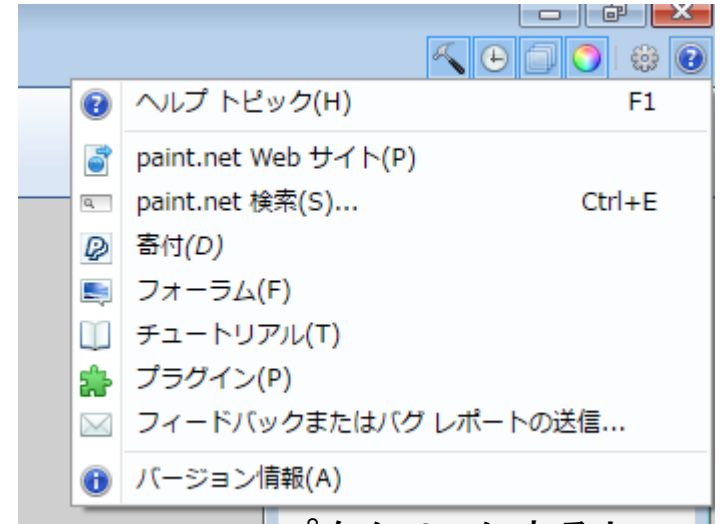 ヘルプ トピック(H) F1
paint.net Web サイト(P)
paint.net 検索(S)... Ctrl+E
寄付(D)
フォーラム(F)
チュートリアル(T)
プラグイン(P)
フィードバックまたはバグ レポートの送信...
バージョン情報(A)